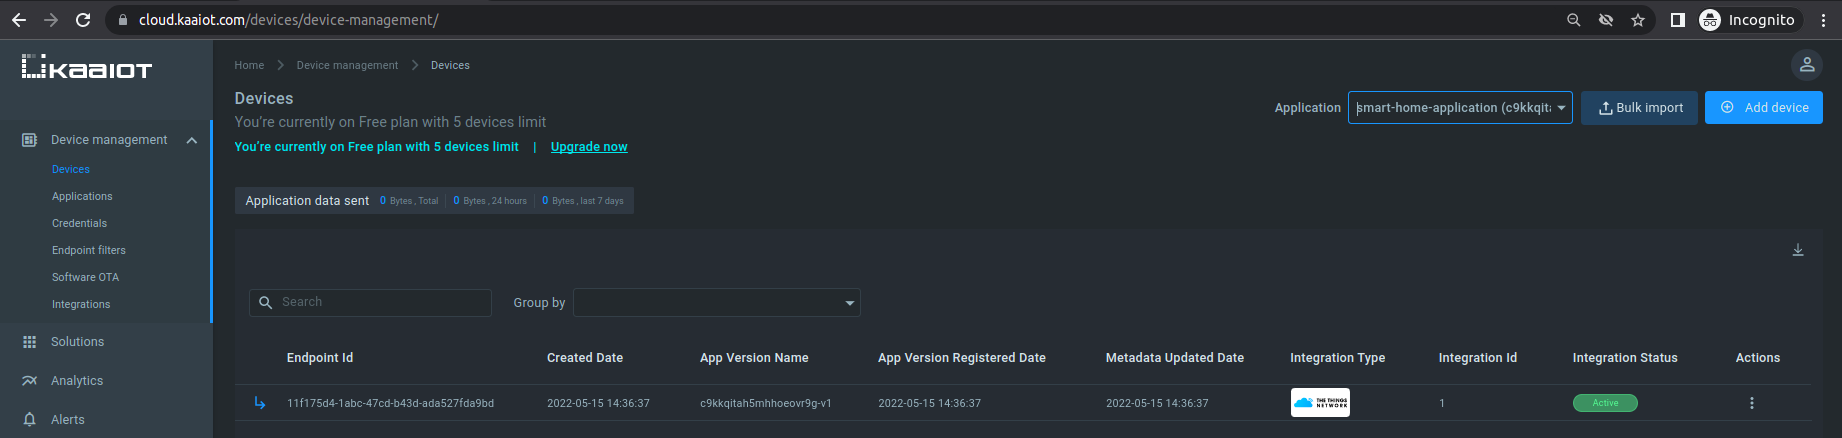 cloud.kaaiot.com/devices/device-management/
Incognito
KAAIOT
Home > Device management > Devices
Devices
You're currently on Free plan with 5 devices limit
You're currently on Free plan with 5 devices limit | Upgrade now
Application smart-home-application (c9kkqit Bulk import Add device
Device management
Devices
Applications
Credentials
Endpoint filters
Software OTA
Integrations
Solutions
Analytics
Alerts
Application data sent 0 Bytes , Total 0 Bytes , 24 hours 0 Bytes , last 7 days
Search Group by
Endpoint Id Created Date App Version Name App Version Registered Date Metadata Updated Date Integration Type Integration Id Integration Status Actions
11f175d4-1abc-47cd-b43d-ada527fda9bd 2022-05-15 14:36:37 c9kkqitah5mhhoeovr9g-v1 2022-05-15 14:36:37 2022-05-15 14:36:37 THE THINGS NETWORK 1 Active